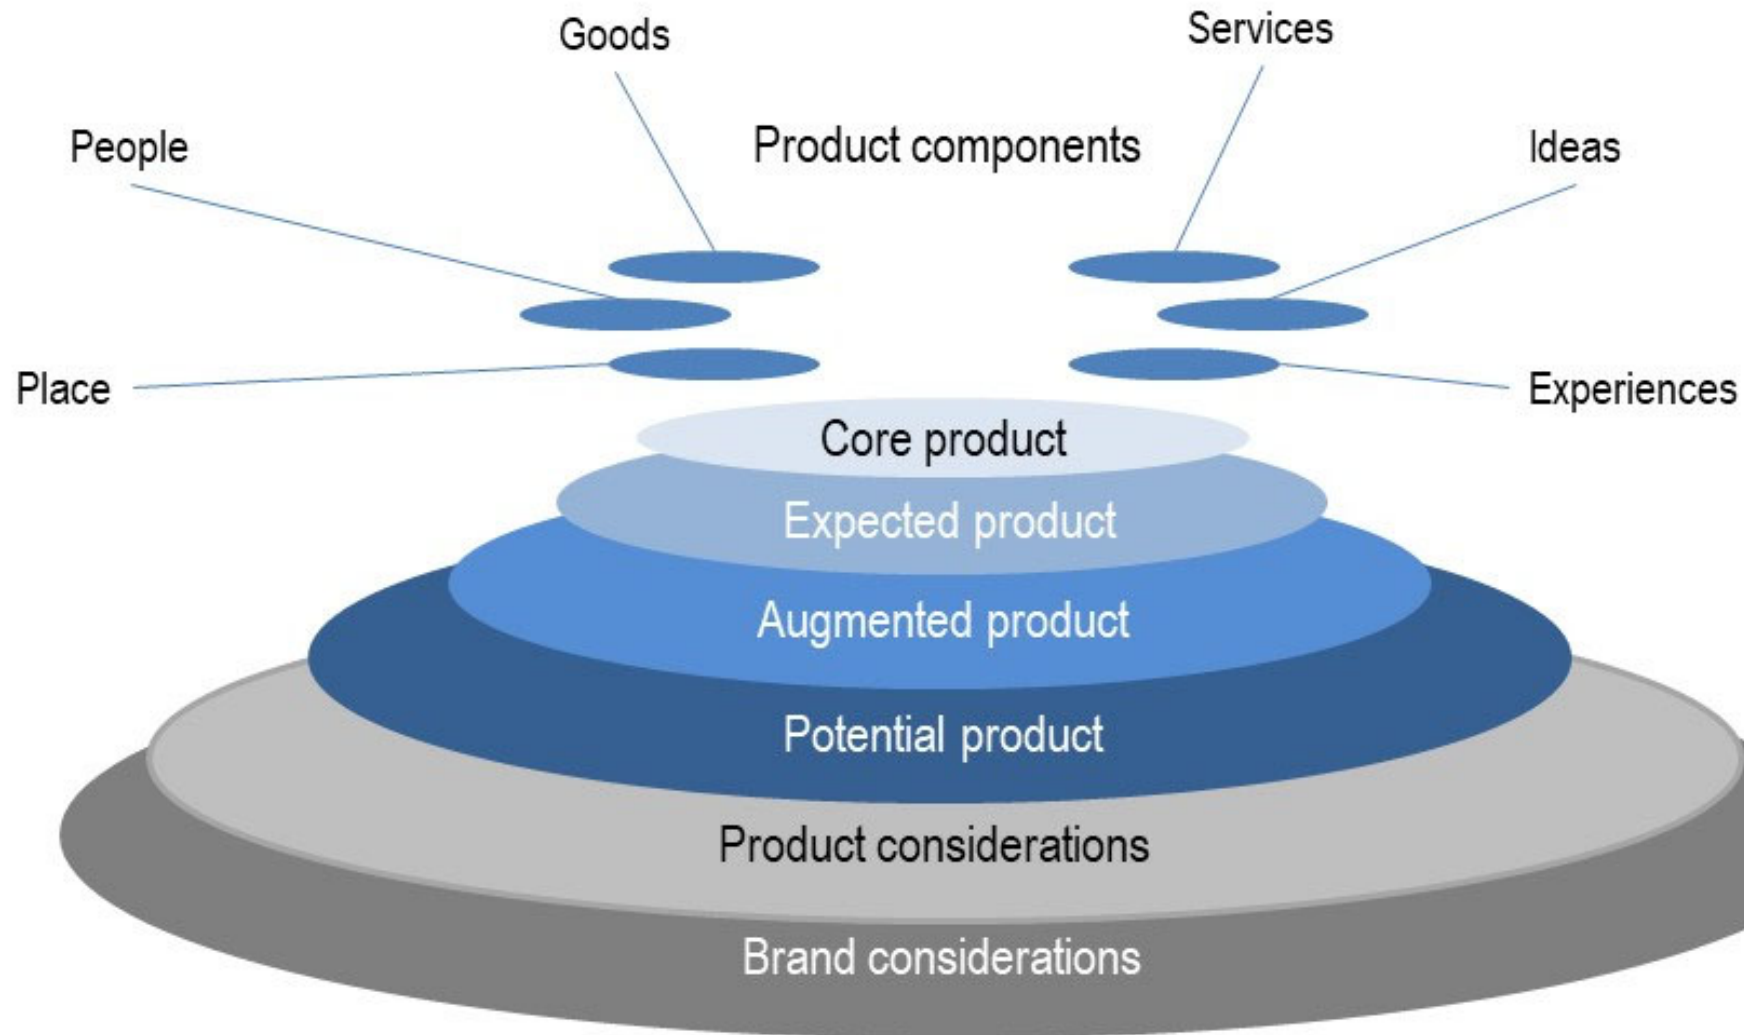 Goods
Services
People
Product components
Ideas
Place
Experiences
Core product
Expected product
Augmented product
Potential product
Product considerations
Brand considerations